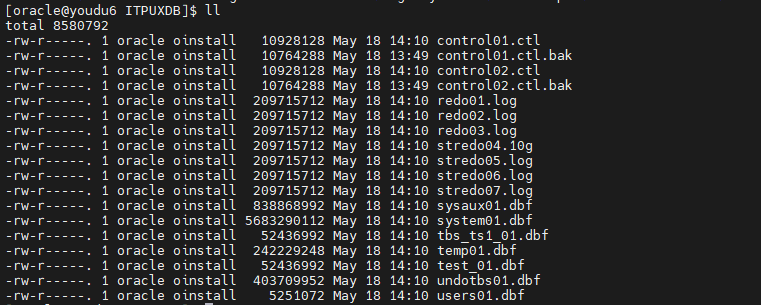 [oracle@youdu6 ITPUXDB]$ ll
total 8580792
-rw-r-----. 1 oracle oinstall   10928128 May 18 14:10 control01.ctl
-rw-r-----. 1 oracle oinstall   10764288 May 18 13:49 control01.ctl.bak
-rw-r-----. 1 oracle oinstall   10928128 May 18 14:10 control02.ctl
-rw-r-----. 1 oracle oinstall   10764288 May 18 13:49 control02.ctl.bak
-rw-r-----. 1 oracle oinstall  209715712 May 18 14:10 redo01.log
-rw-r-----. 1 oracle oinstall  209715712 May 18 14:10 redo02.log
-rw-r-----. 1 oracle oinstall  209715712 May 18 14:10 redo03.log
-rw-r-----. 1 oracle oinstall  209715712 May 18 14:10 stredo04.10g
-rw-r-----. 1 oracle oinstall  209715712 May 18 14:10 stredo05.log
-rw-r-----. 1 oracle oinstall  209715712 May 18 14:10 stredo06.log
-rw-r-----. 1 oracle oinstall  209715712 May 18 14:10 stredo07.log
-rw-r-----. 1 oracle oinstall  838868992 May 18 14:10 sysaux01.dbf
-rw-r-----. 1 oracle oinstall 5683290112 May 18 14:10 system01.dbf
-rw-r-----. 1 oracle oinstall   52436992 May 18 14:10 tbs_ts1_01.dbf
-rw-r-----. 1 oracle oinstall  242229248 May 18 14:10 temp01.dbf
-rw-r-----. 1 oracle oinstall   52436992 May 18 14:10 test_01.dbf
-rw-r-----. 1 oracle oinstall  403709952 May 18 14:10 undotbs01.dbf
-rw-r-----. 1 oracle oinstall    5251072 May 18 14:10 users01.dbf